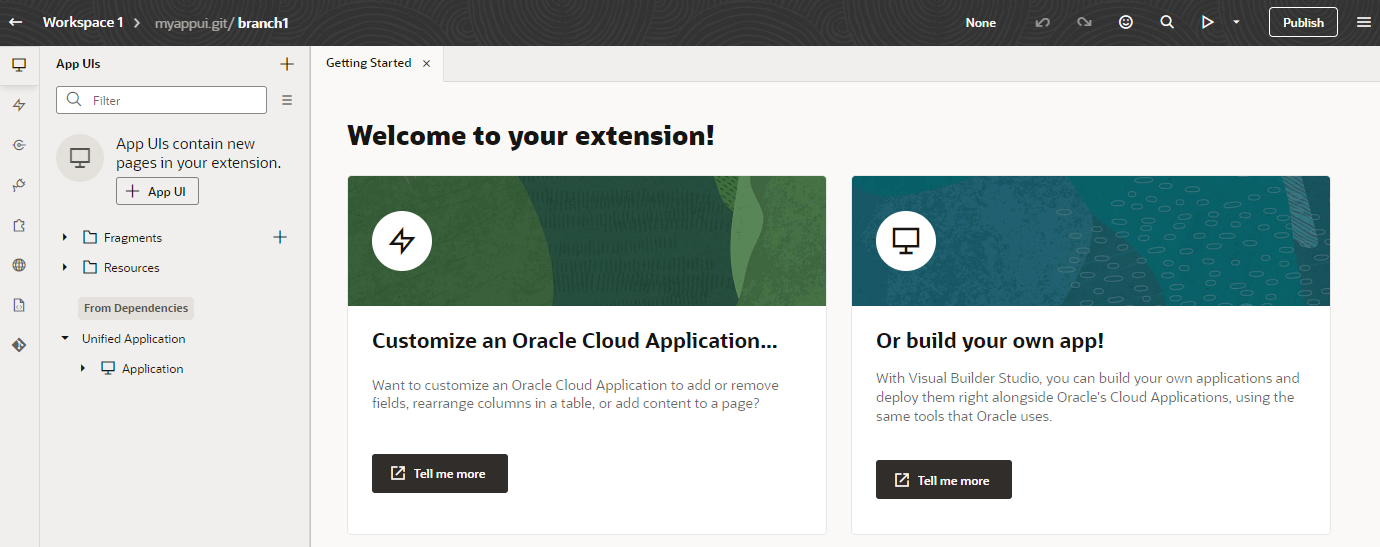 Workspace 1 myappui.git/ branch1 None Publish
App UIs
Getting Started
Filter
App UIs contain new
pages in your extension.
App UI
Fragments
Resources
From Dependencies
Unified Application
Application
Welcome to your extension!
Customize an Oracle Cloud Application...
Want to customize an Oracle Cloud Application to add or remove
fields, rearrange columns in a table, or add content to a page?
Tell me more
Or build your own app!
With Visual Builder Studio, you can build your own applications and
deploy them right alongside Oracle's Cloud Applications, using the
same tools that Oracle uses.
Tell me more